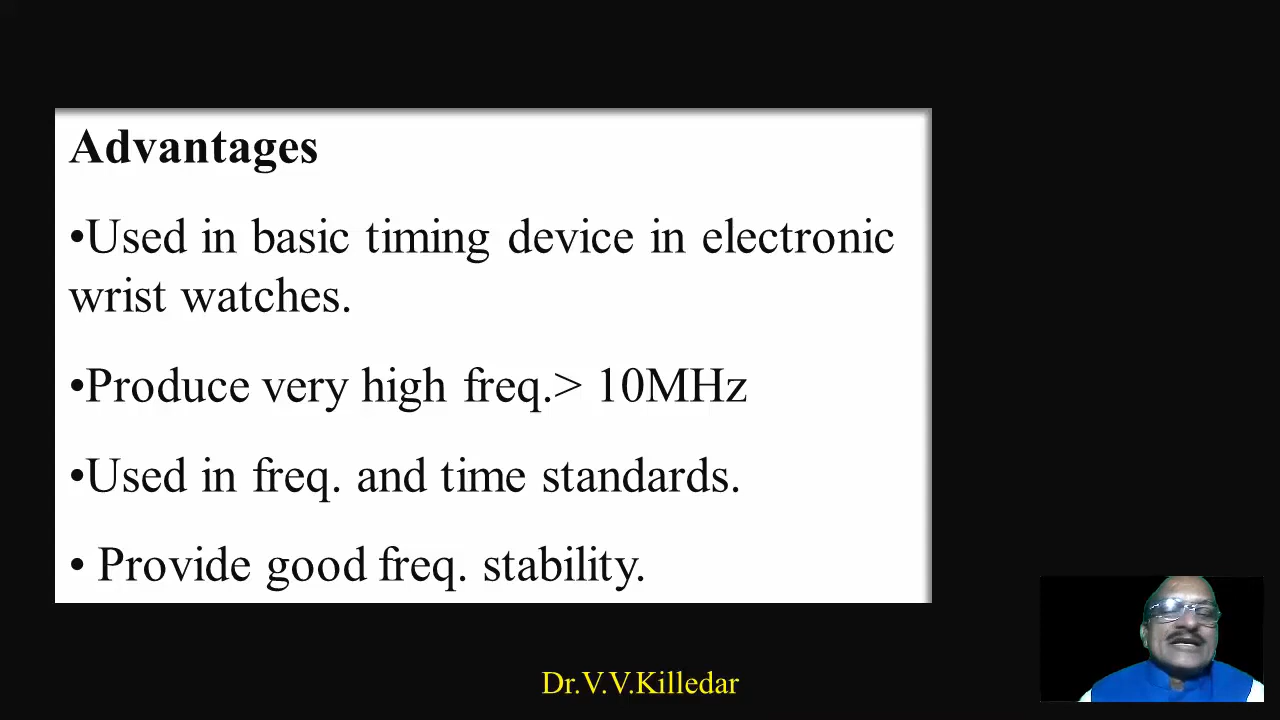 Advantages
•Used in basic timing device in electronic
wrist watches.
•Produce very high freq.> 10MHz
•Used in freq. and time standards.
• Provide good freq. stability.
Dr.V.V.Killedar